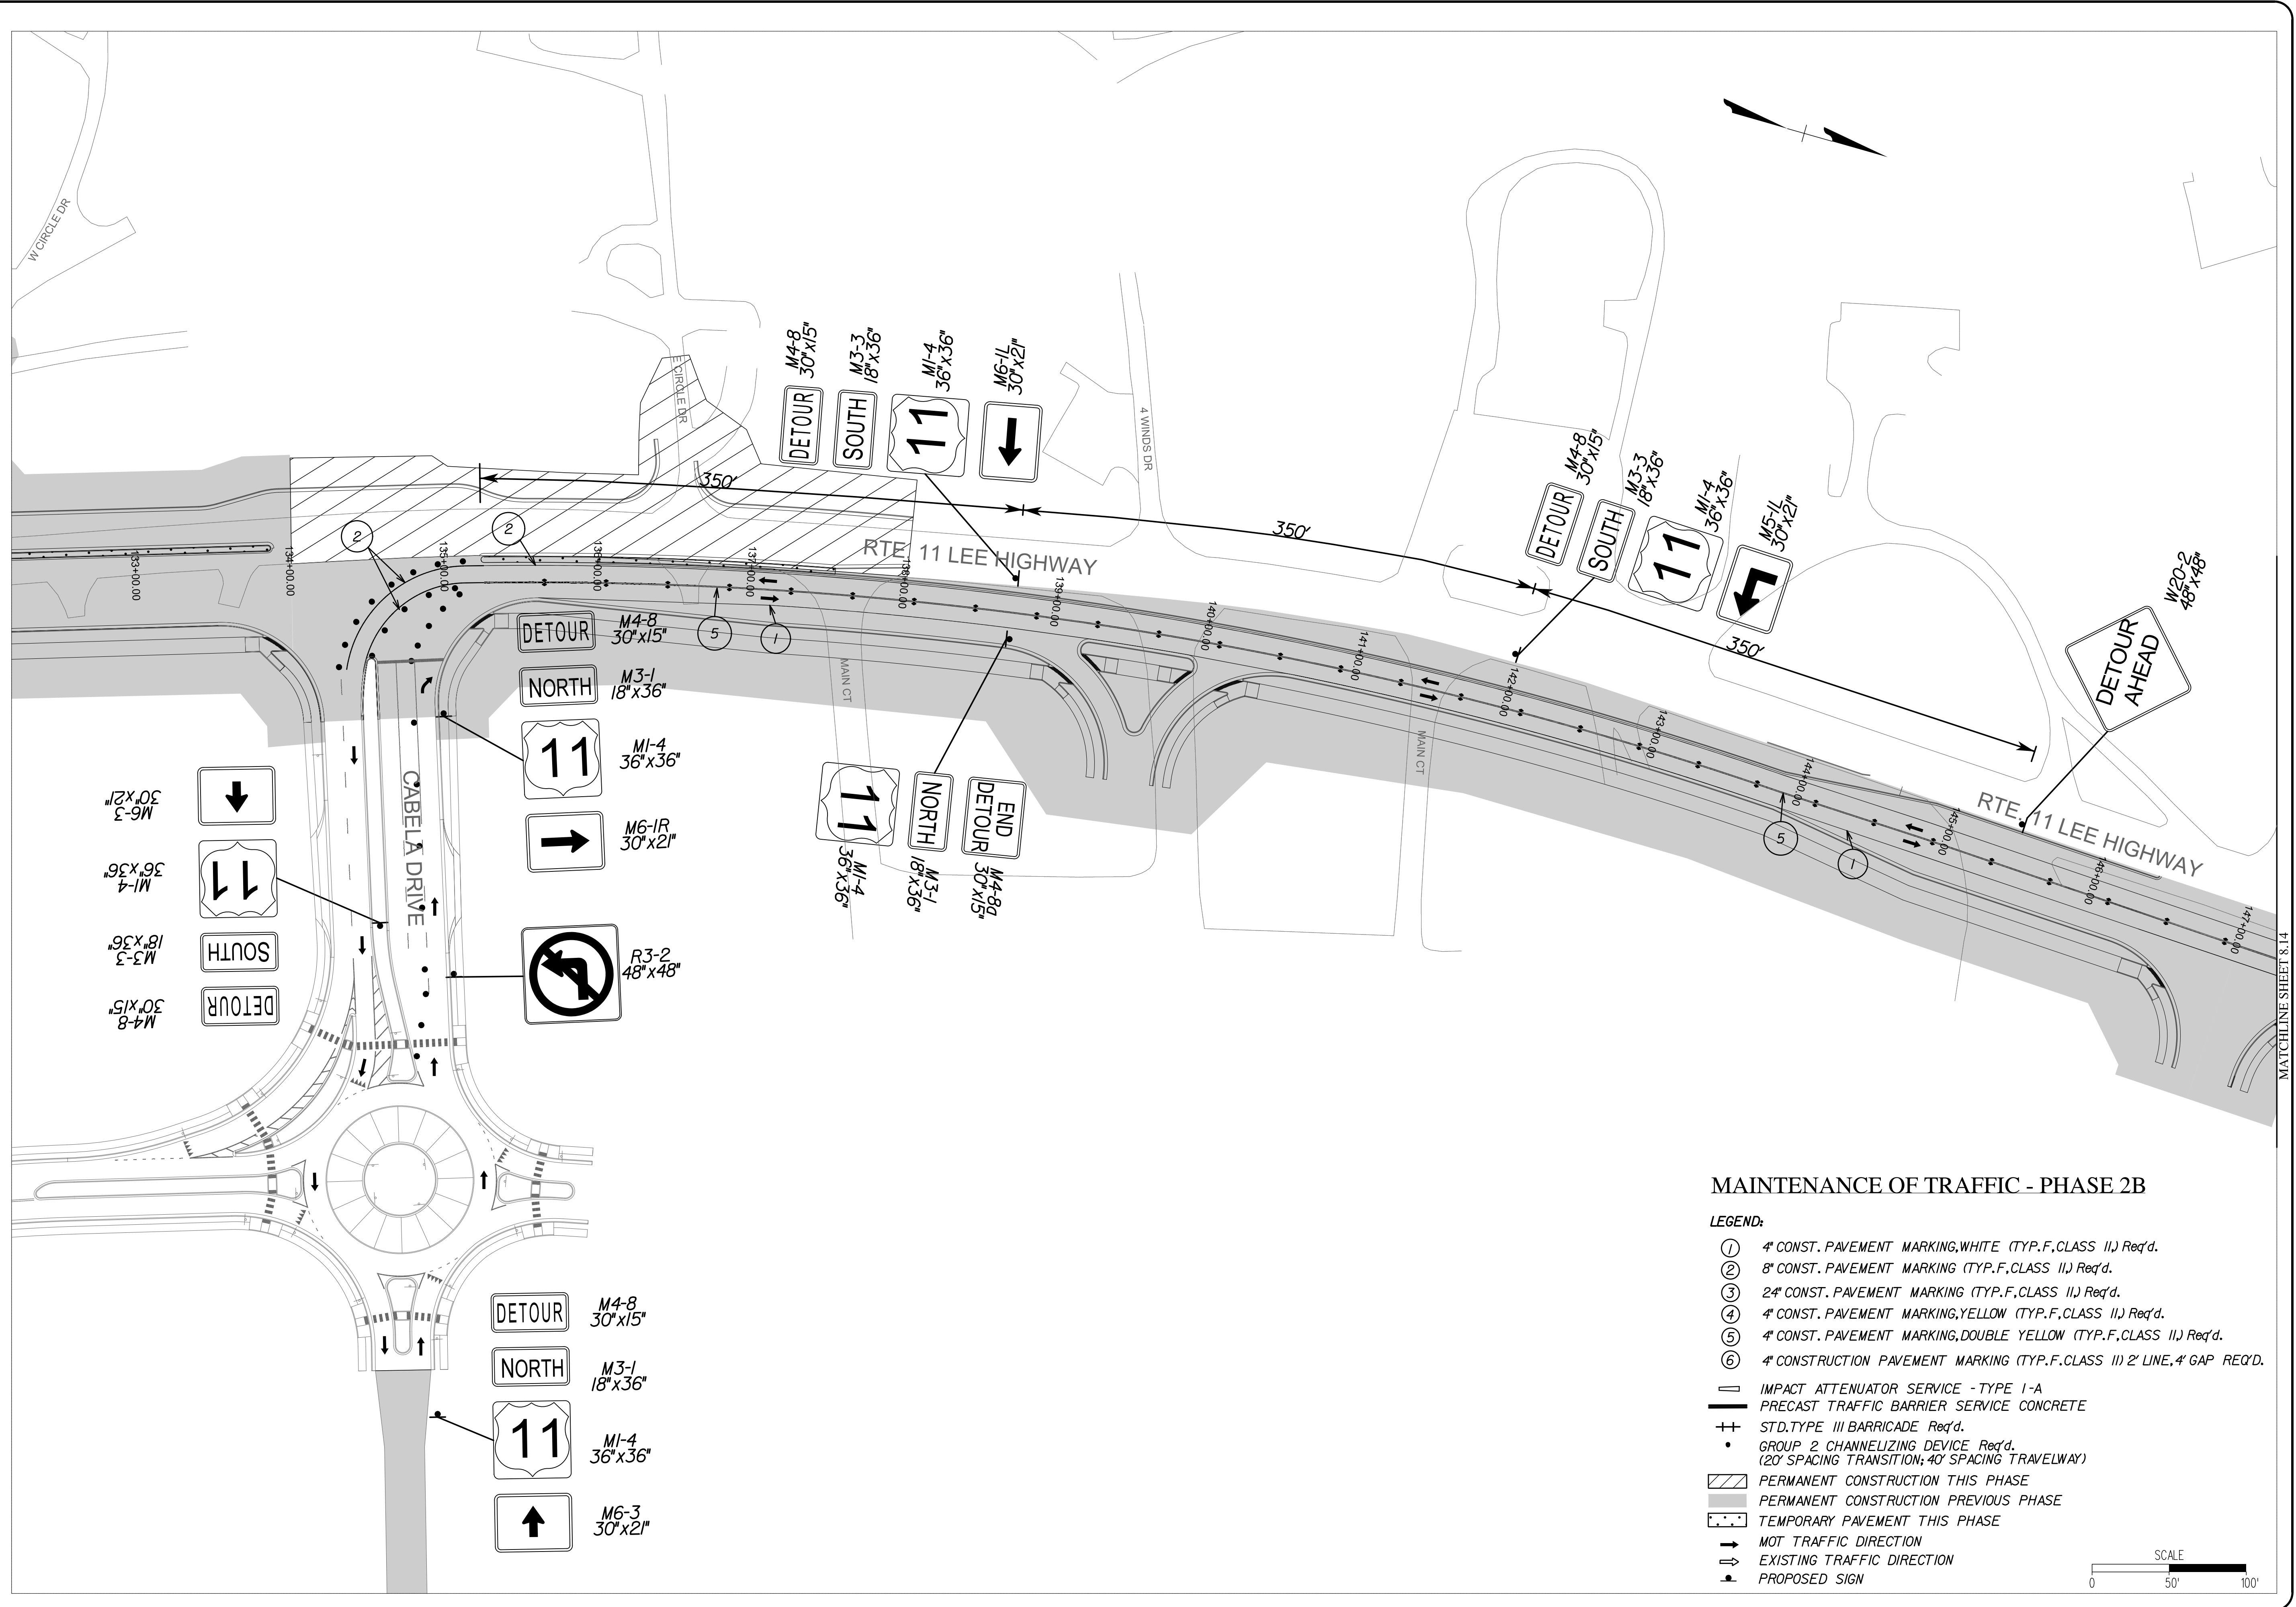 W CIRCLE DR
E CIRCLE DR
4 WINDS DR
M4-8
30"x15"
M3-3
18"x36"
M1-4
36"x36"
M6-1L
30"x21"
DETOUR
SOUTH
11
350'
350'
350'
M4-8
30"x15"
M3-3
18"x36"
M1-4
36"x36"
M5-1L
30"x21"
DETOUR
SOUTH
11
W20-2
48"x48"
DETOUR
AHEAD
2
2
RTE. 11 LEE HIGHWAY
133+00.00
134+00.00
135+00.00
136+00.00
137+00.00
138+00.00
139+00.00
140+00.00
141+00.00
142+00.00
143+00.00
144+00.00
145+00.00
146+00.00
147+00.00
5
1
MAIN CT
MAIN CT
5
1
RTE. 11 LEE HIGHWAY
DETOUR
M4-8
30"x15"
NORTH
M3-1
18"x36"
11
M1-4
36"x36"
M6-1R
30"x21"
R3-2
48"x48"
CABELA DRIVE
M6-3
30"x21"
11
M1-4
36"x36"
SOUTH
M3-3
18"x36"
DETOUR
M4-8
30"x15"
END
DETOUR
M4-8a
30"x15"
NORTH
M3-1
18"x36"
11
M1-4
36"x36"
DETOUR
M4-8
30"x15"
NORTH
M3-1
18"x36"
11
M1-4
36"x36"
M6-3
30"x21"
MATCHLINE SHEET 8.14
MAINTENANCE OF TRAFFIC - PHASE 2B
LEGEND:
1 4" CONST. PAVEMENT MARKING,WHITE (TYP.F,CLASS II,) Req'd.
2 8" CONST. PAVEMENT MARKING (TYP.F,CLASS II,) Req'd.
3 24" CONST. PAVEMENT MARKING (TYP.F,CLASS II,) Req'd.
4 4" CONST. PAVEMENT MARKING,YELLOW (TYP.F,CLASS II,) Req'd.
5 4" CONST. PAVEMENT MARKING,DOUBLE YELLOW (TYP.F,CLASS II,) Req'd.
6 4" CONSTRUCTION PAVEMENT MARKING (TYP.F.CLASS II) 2' LINE,4' GAP REQ'D.
IMPACT ATTENUATOR SERVICE - TYPE 1-A
PRECAST TRAFFIC BARRIER SERVICE CONCRETE
STD.TYPE III BARRICADE Req'd.
GROUP 2 CHANNELIZING DEVICE Req'd.
(20' SPACING TRANSITION; 40' SPACING TRAVELWAY)
PERMANENT CONSTRUCTION THIS PHASE
PERMANENT CONSTRUCTION PREVIOUS PHASE
TEMPORARY PAVEMENT THIS PHASE
MOT TRAFFIC DIRECTION
EXISTING TRAFFIC DIRECTION
PROPOSED SIGN
SCALE
0 50' 100'